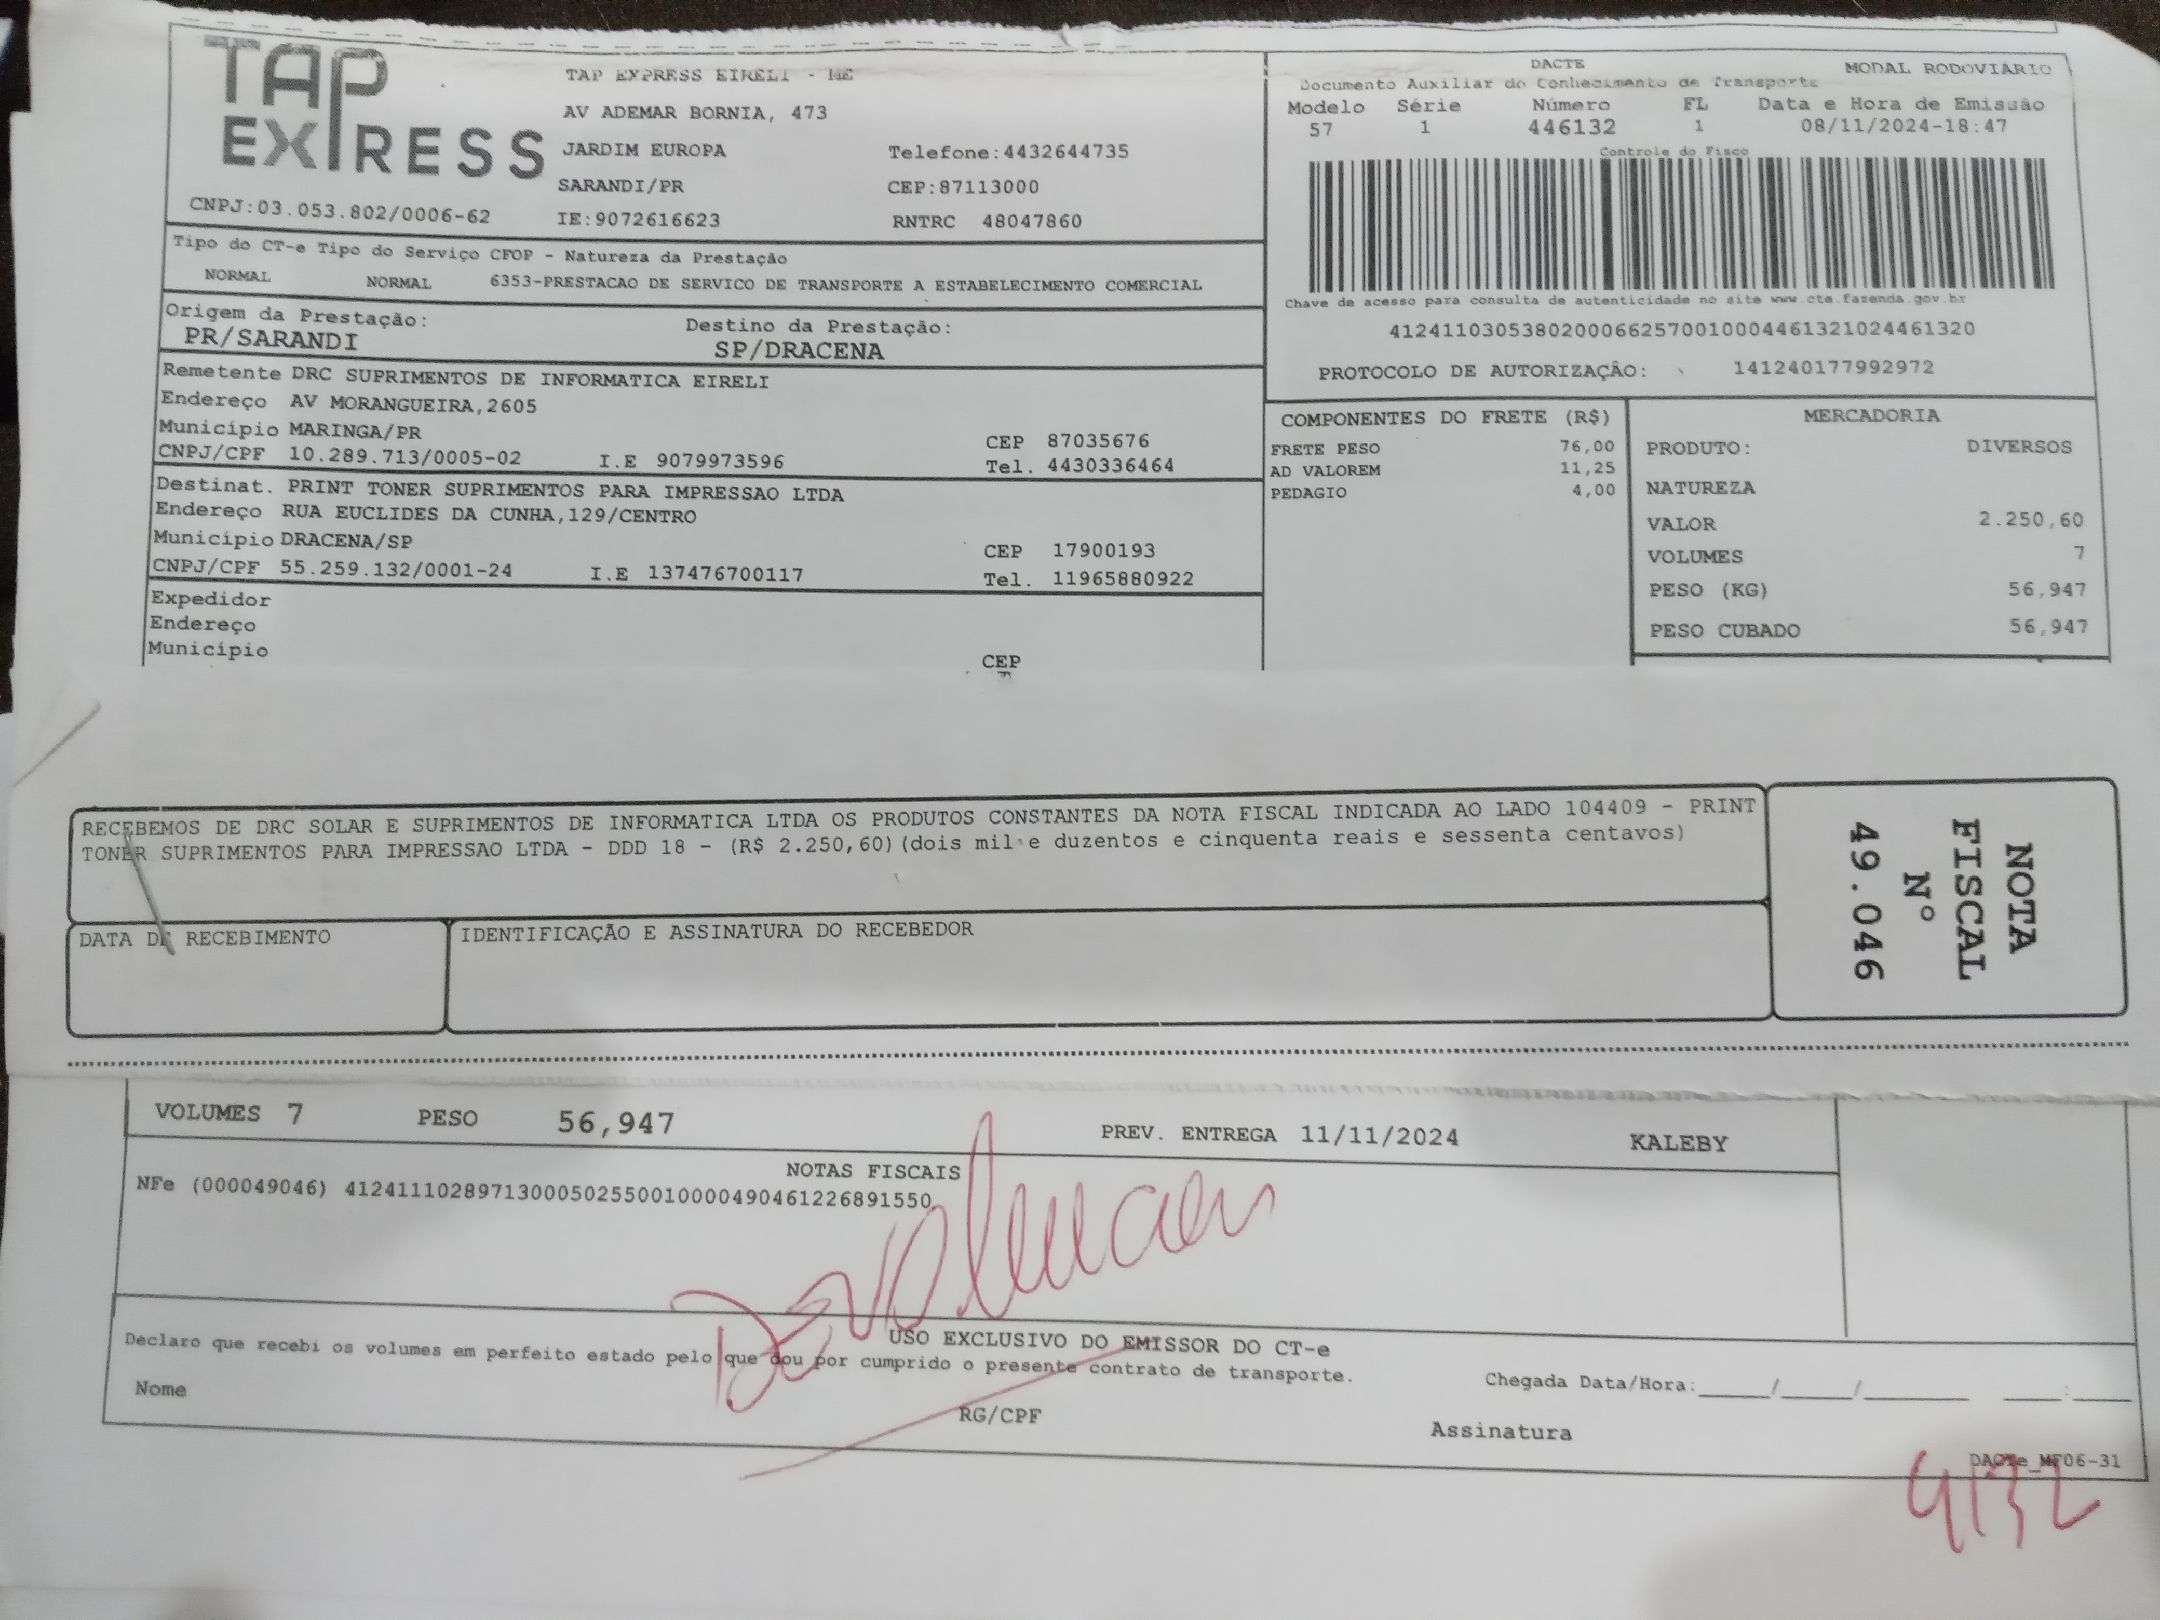 TAP EXPRESS
TAP EXPRESS EIRELI - ME
AV ADEMAR BORNIA, 473
JARDIM EUROPA Telefone:4432644735
SARANDI/PR CEP:87113000
CNPJ:03.053.802/0006-62 IE:9072616623 RNTRC 48047860
DACTE MODAL RODOVIARIO
Documento Auxiliar do Conhecimento de Transporte
Modelo Série Número FL Data e Hora de Emissão
57 1 446132 1 08/11/2024-18:47
Controle do Fisco
Chave de acesso para consulta de autenticidade no site www.cte.fazenda.gov.br
41241103053802000662570010004461321024461320
PROTOCOLO DE AUTORIZAÇÃO: 141240177992972
Tipo do CT-e Tipo do Serviço CFOP - Natureza da Prestação
NORMAL NORMAL 6353-PRESTACAO DE SERVICO DE TRANSPORTE A ESTABELECIMENTO COMERCIAL
Origem da Prestação: Destino da Prestação:
PR/SARANDI SP/DRACENA
Remetente DRC SUPRIMENTOS DE INFORMATICA EIRELI
Endereço AV MORANGUEIRA,2605
Município MARINGA/PR CEP 87035676
CNPJ/CPF 10.289.713/0005-02 I.E 9079973596 Tel. 4430336464
Destinat. PRINT TONER SUPRIMENTOS PARA IMPRESSAO LTDA
Endereço RUA EUCLIDES DA CUNHA,129/CENTRO
Município DRACENA/SP CEP 17900193
CNPJ/CPF 55.259.132/0001-24 I.E 137476700117 Tel. 11965880922
Expedidor
Endereço
Município CEP
COMPONENTES DO FRETE (R$)
FRETE PESO 76,00
AD VALOREM 11,25
PEDAGIO 4,00
MERCADORIA
PRODUTO: DIVERSOS
NATUREZA
VALOR 2.250,60
VOLUMES 7
PESO (KG) 56,947
PESO CUBADO 56,947
RECEBEMOS DE DRC SOLAR E SUPRIMENTOS DE INFORMATICA LTDA OS PRODUTOS CONSTANTES DA NOTA FISCAL INDICADA AO LADO 104409 - PRINT
TONER SUPRIMENTOS PARA IMPRESSAO LTDA - DDD 18 - (R$ 2.250,60)(dois mil e duzentos e cinquenta reais e sessenta centavos)
DATA DE RECEBIMENTO IDENTIFICAÇÃO E ASSINATURA DO RECEBEDOR
NOTA
FISCAL
Nº
49.046
VOLUMES 7 PESO 56,947 PREV. ENTREGA 11/11/2024 KALEBY
NOTAS FISCAIS
NFe (000049046) 41241110289713000502550010000490461226891550
USO EXCLUSIVO DO EMISSOR DO CT-e
Declaro que recebi os volumes em perfeito estado pelo que dou por cumprido o presente contrato de transporte.
Nome RG/CPF Assinatura Chegada Data/Hora:____/____/______ ___:___
DACTe_MF06-31